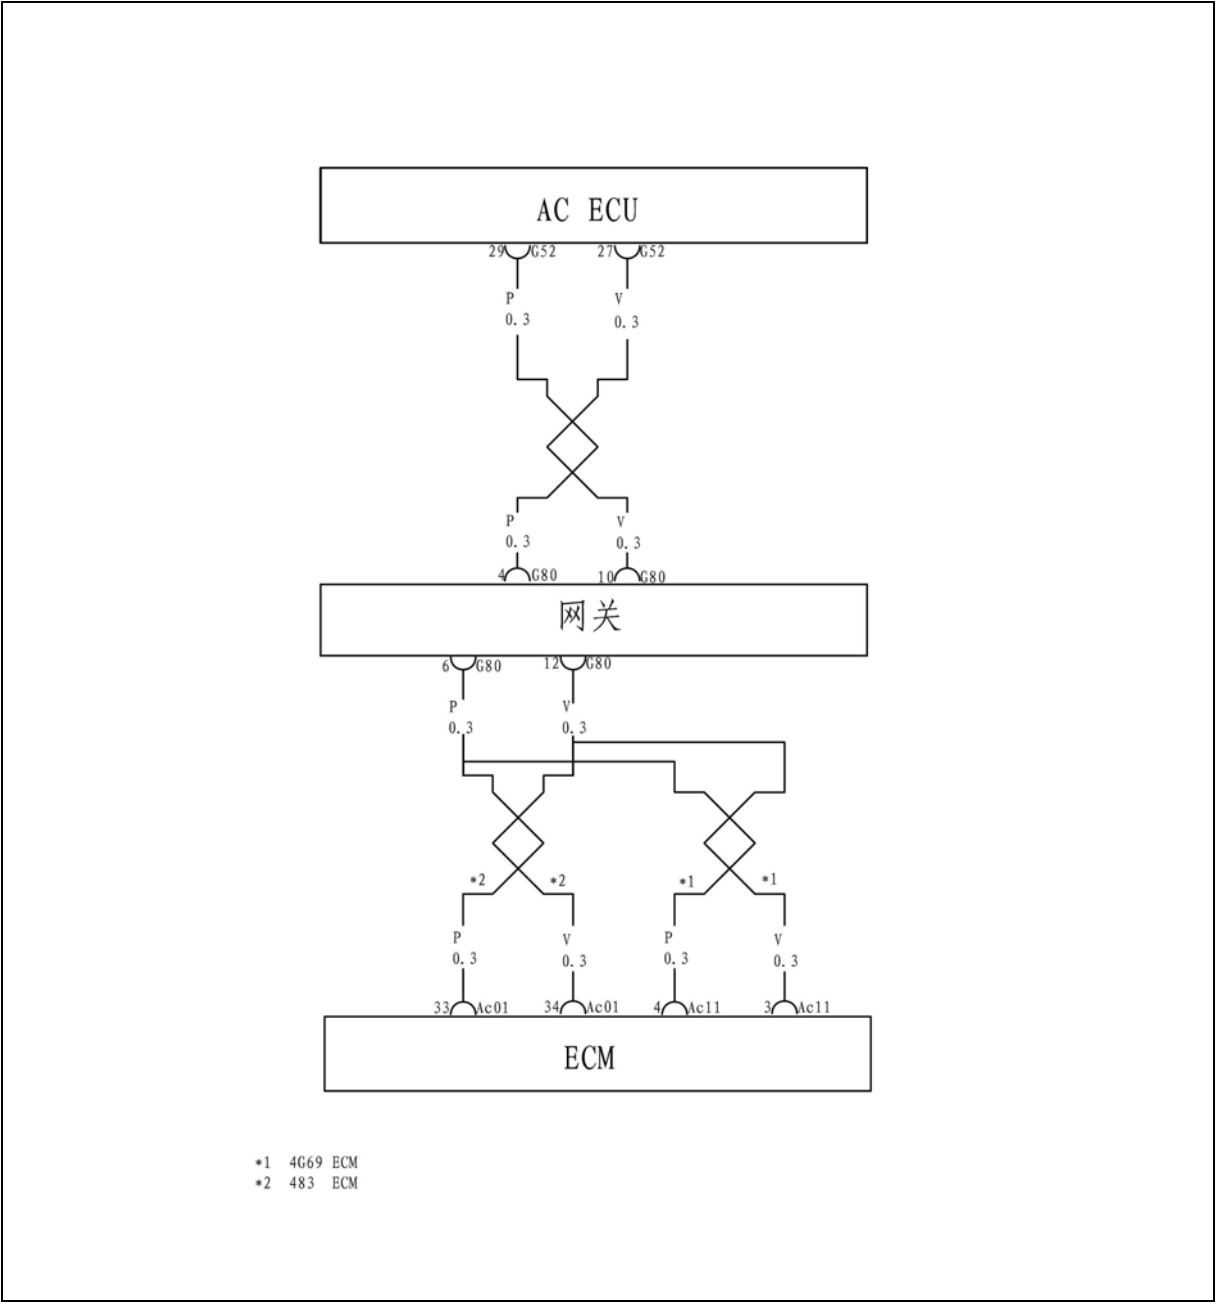 AC ECU
29 G52 27 G52
P V
0.3 0.3
P V
0.3 0.3
4 G80 10 G80
网关
6 G80 12 G80
P V
0.3 0.3
*2 *2 *1 *1
P V P V
0.3 0.3 0.3 0.3
33 Ac01 34 Ac01 4 Ac11 3 Ac11
ECM
*1 4G69 ECM
*2 483 ECM